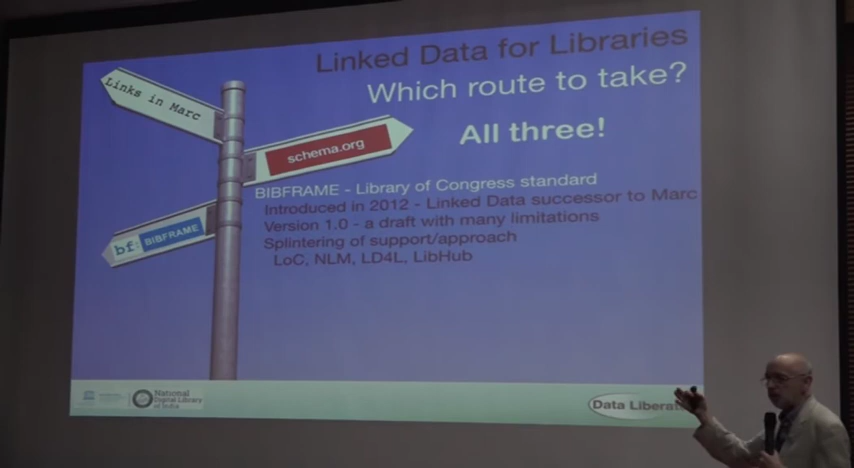 Linked Data for Libraries
Which route to take?
All three!
Links in Marc
schema.org
bf: BIBFRAME
BIBFRAME - Library of Congress standard
Introduced in 2012 - Linked Data successor to Marc
Version 1.0 - a draft with many limitations
Splintering of support/approach
LoC, NLM, LD4L, LibHub
National
Digital Library
of India
Data Liberat